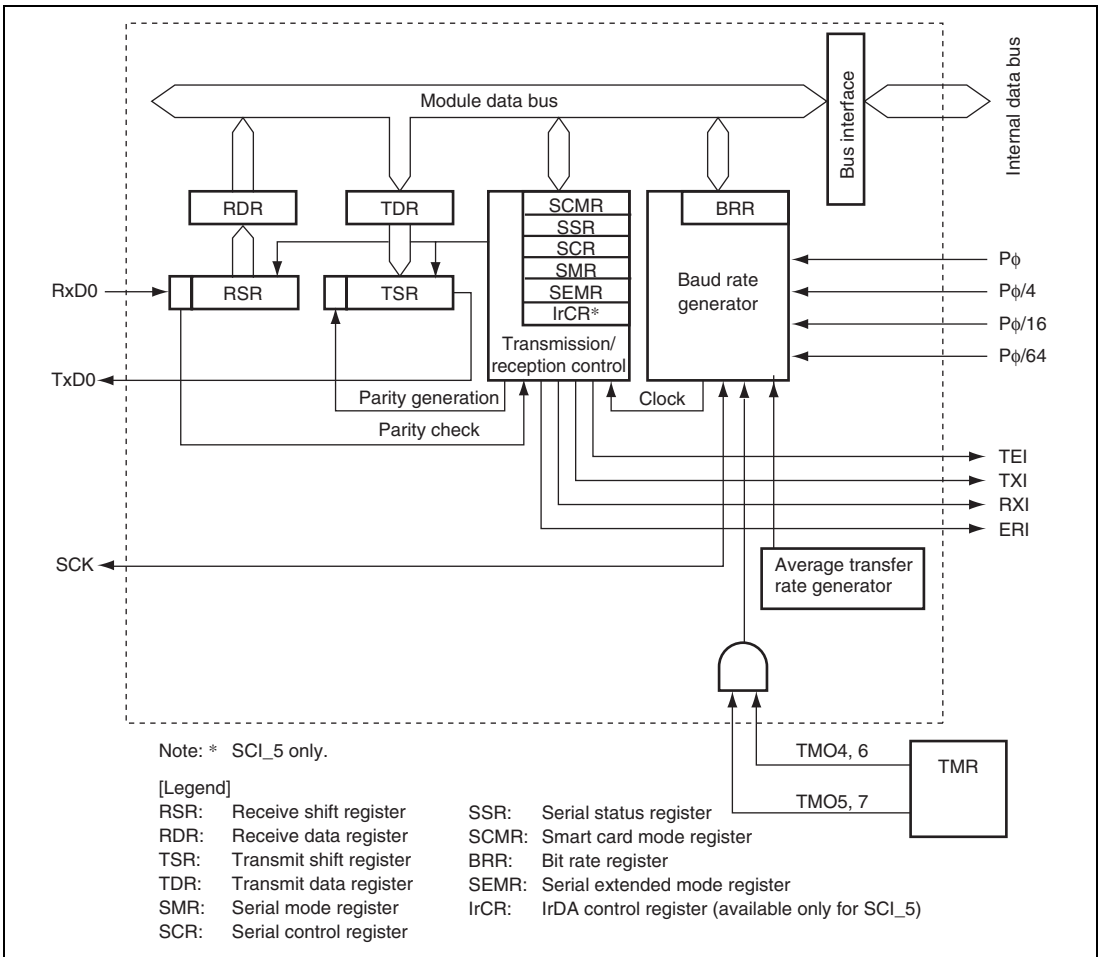 Module data bus
Bus interface
Internal data bus
RDR
TDR
SCMR
SSR
SCR
SMR
SEMR
IrCR*
Transmission/
reception control
BRR
Baud rate
generator
Pϕ
Pϕ/4
Pϕ/16
Pϕ/64
RxD0
RSR
TSR
TxD0
Parity generation
Parity check
Clock
TEI
TXI
RXI
ERI
SCK
Average transfer
rate generator
TMO4, 6
TMO5, 7
TMR
Note: * SCI_5 only.
[Legend]
RSR: Receive shift register
RDR: Receive data register
TSR: Transmit shift register
TDR: Transmit data register
SMR: Serial mode register
SCR: Serial control register
SSR: Serial status register
SCMR: Smart card mode register
BRR: Bit rate register
SEMR: Serial extended mode register
IrCR: IrDA control register (available only for SCI_5)